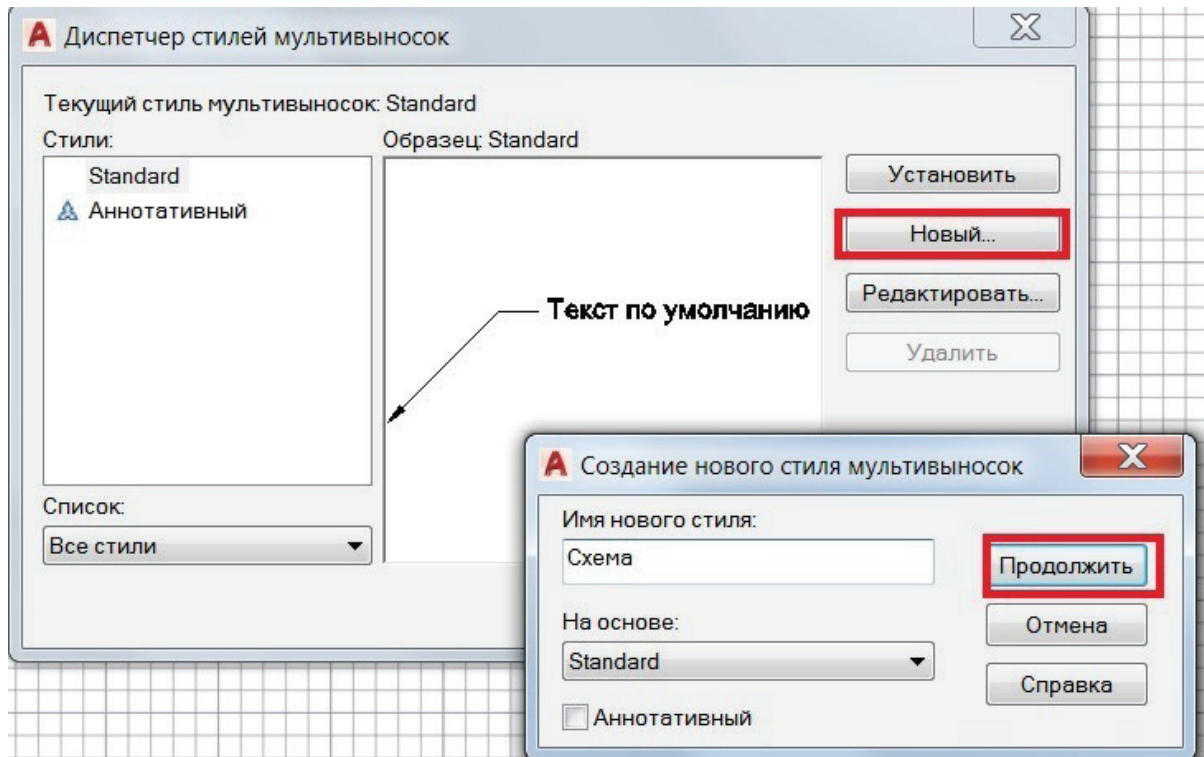 Диспетчер стилей мультивыносок
Текущий стиль мультивыносок: Standard
Стили:
Standard
Аннотативный
Список:
Все стили
Образец: Standard
Текст по умолчанию
Установить
Новый...
Редактировать...
Удалить
Создание нового стиля мультивыносок
Имя нового стиля:
Схема
На основе:
Standard
Аннотативный
Продолжить
Отмена
Справка